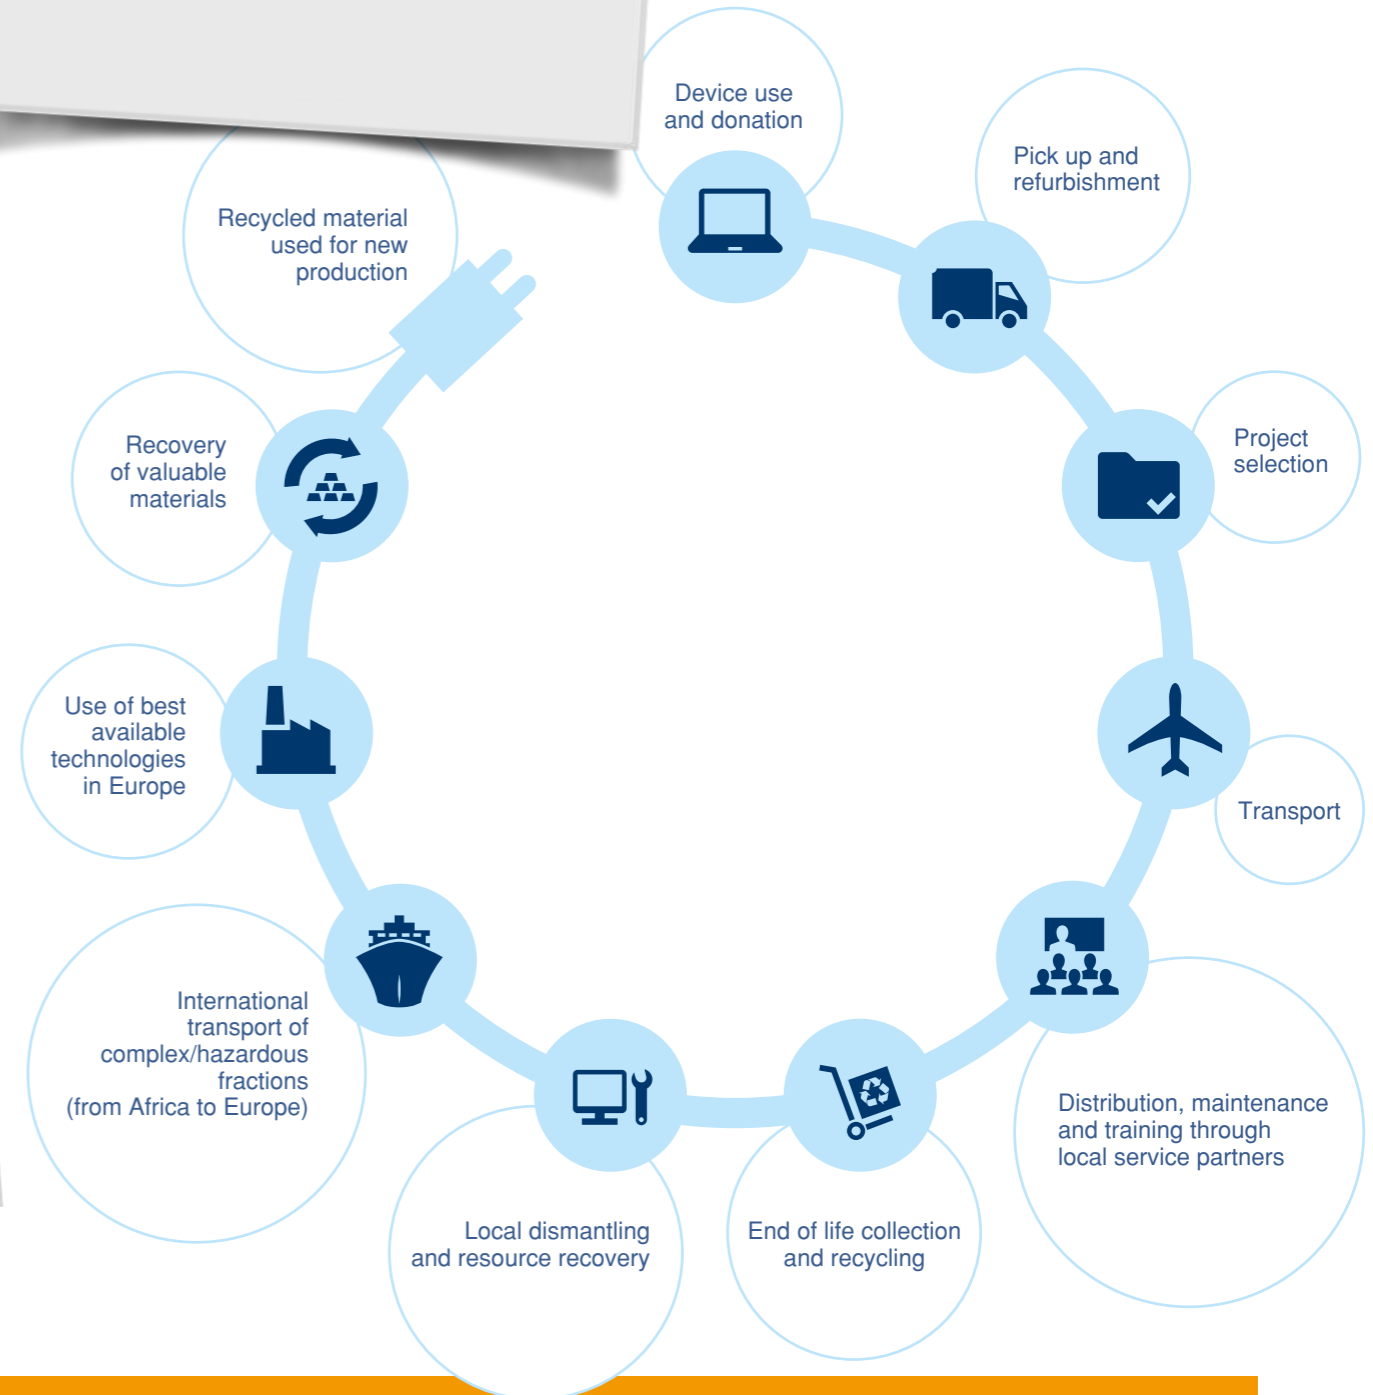 Device use
and donation
Pick up and
refurbishment
Project
selection
Transport
Distribution, maintenance
and training through
local service partners
End of life collection
and recycling
Local dismantling
and resource recovery
International
transport of
complex/hazardous
fractions
(from Africa to Europe)
Use of best
available
technologies
in Europe
Recovery
of valuable
materials
Recycled material
used for new
production